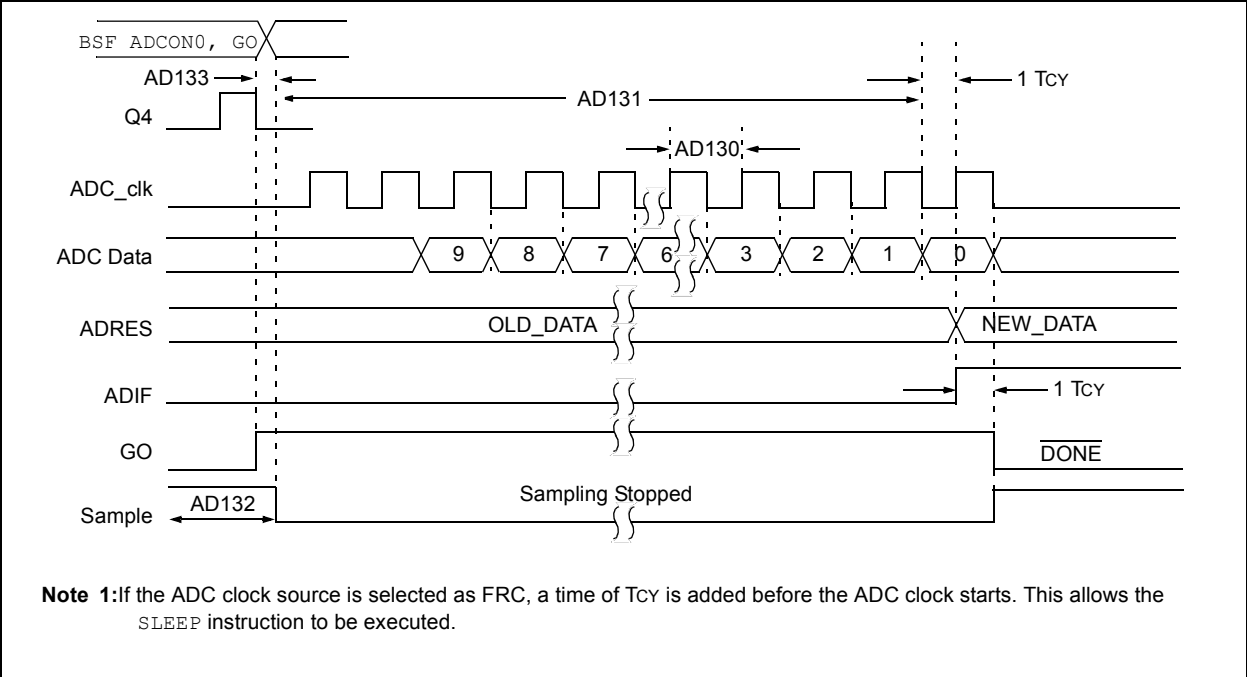 BSF ADCON0, GO
AD133
1 TCY
AD131
Q4
AD130
ADC_clk
ADC Data
9 8 7 6 3 2 1 0
ADRES
OLD_DATA
NEW_DATA
ADIF
1 TCY
GO
DONE
AD132
Sampling Stopped
Sample
Note 1:If the ADC clock source is selected as FRC, a time of TCY is added before the ADC clock starts. This allows the
SLEEP instruction to be executed.